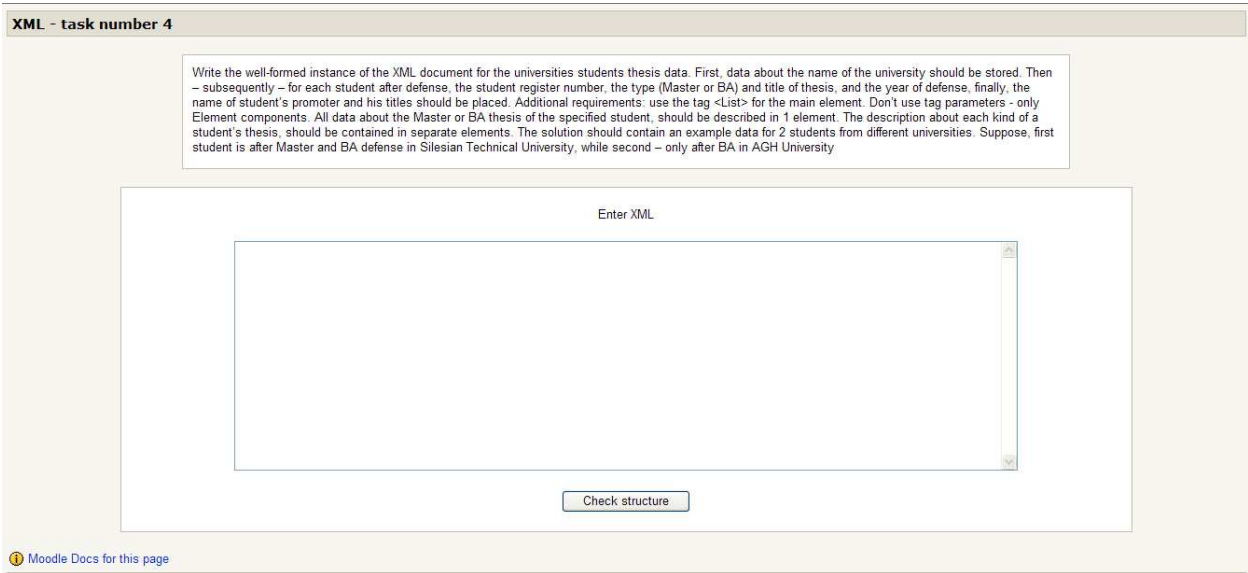 XML - task number 4
Write the well-formed instance of the XML document for the universities students thesis data. First, data about the name of the university should be stored. Then
– subsequently – for each student after defense, the student register number, the type (Master or BA) and title of thesis, and the year of defense, finally, the
name of student's promoter and his titles should be placed. Additional requirements: use the tag <List> for the main element. Don't use tag parameters - only
Element components. All data about the Master or BA thesis of the specified student, should be described in 1 element. The description about each kind of a
student's thesis, should be contained in separate elements. The solution should contain an example data for 2 students from different universities. Suppose, first
student is after Master and BA defense in Silesian Technical University, while second – only after BA in AGH University
Enter XML
Check structure
Moodle Docs for this page